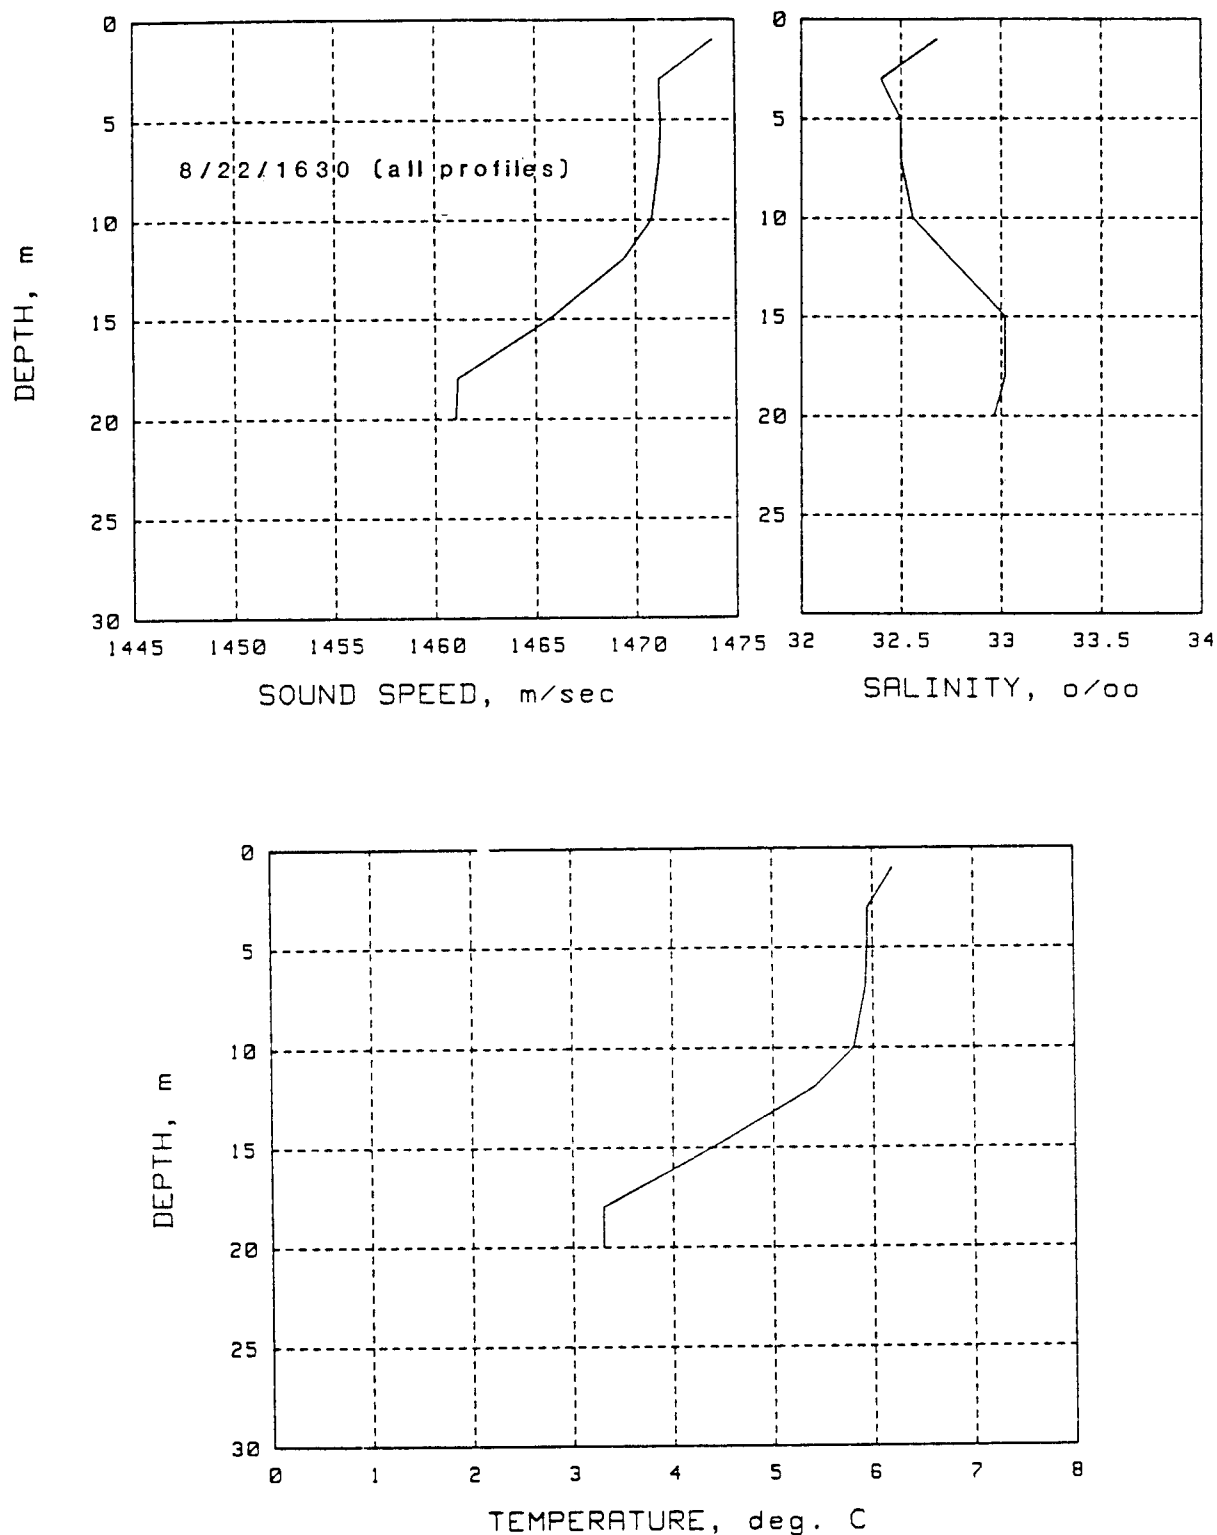 0
5
10
15
20
25
30
DEPTH, m
8/22/1630 (all profiles)
1445 1450 1455 1460 1465 1470 1475
SOUND SPEED, m/sec
0
5
10
15
20
25
32 32.5 33 33.5 34
SALINITY, o/oo
0
5
10
15
20
25
30
DEPTH, m
0 1 2 3 4 5 6 7 8
TEMPERATURE, deg. C